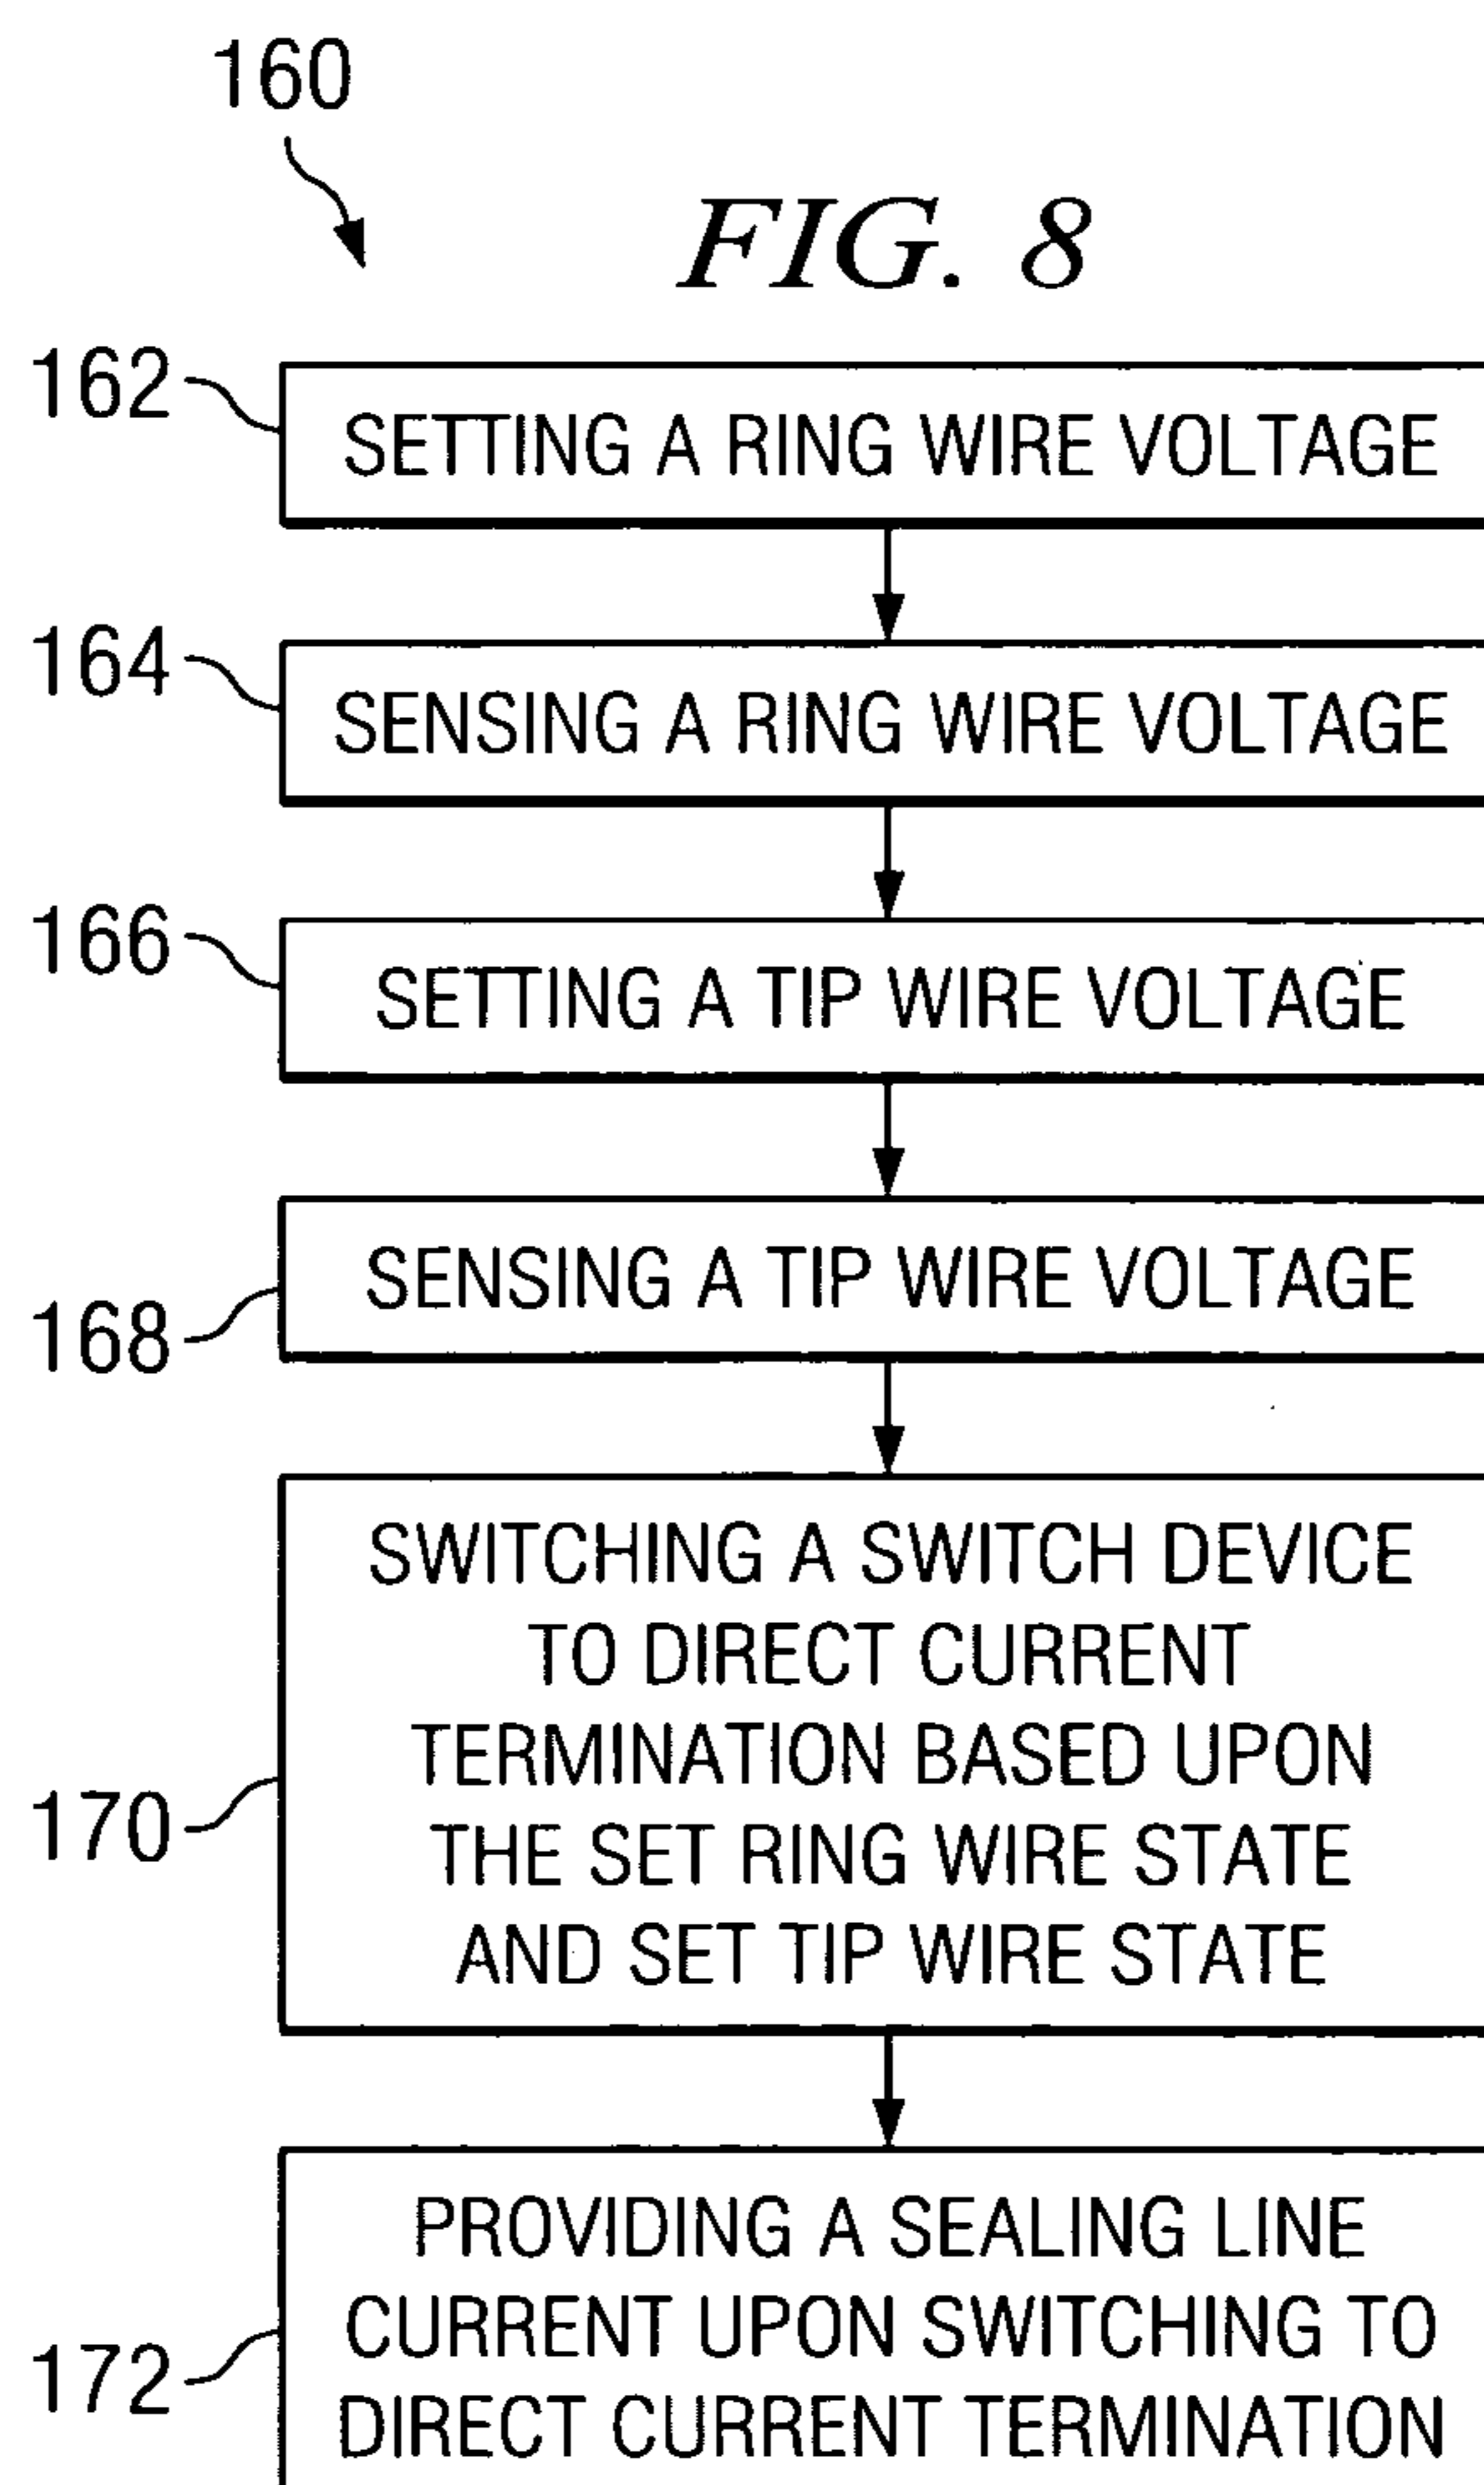 160
FIG. 8
162
SETTING A RING WIRE VOLTAGE
164
SENSING A RING WIRE VOLTAGE
166
SETTING A TIP WIRE VOLTAGE
168
SENSING A TIP WIRE VOLTAGE
170
SWITCHING A SWITCH DEVICE
TO DIRECT CURRENT
TERMINATION BASED UPON
THE SET RING WIRE STATE
AND SET TIP WIRE STATE
172
PROVIDING A SEALING LINE
CURRENT UPON SWITCHING TO
DIRECT CURRENT TERMINATION